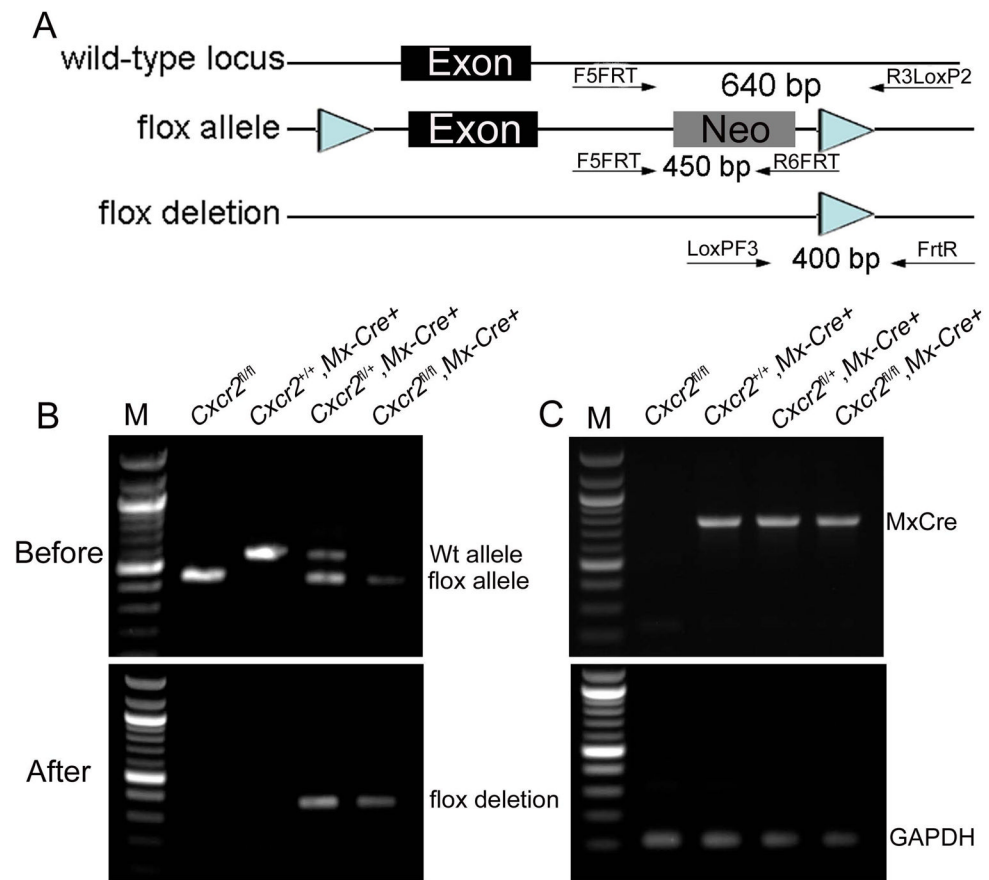 A
wild-type locus
Exon
F5FRT
640 bp
R3LoxP2
flox allele
Exon
Neo
F5FRT
450 bp
R6FRT
flox deletion
LoxPF3
400 bp
FrtR
B
M
Cxcr2fl/fl
Cxcr2+/+,Mx-Cre+
Cxcr2fl/+,Mx-Cre+
Cxcr2fl/fl,Mx-Cre+
Before
Wt allele
flox allele
After
flox deletion
C
M
Cxcr2fl/fl
Cxcr2+/+,Mx-Cre+
Cxcr2fl/+,Mx-Cre+
Cxcr2fl/fl,Mx-Cre+
MxCre
GAPDH